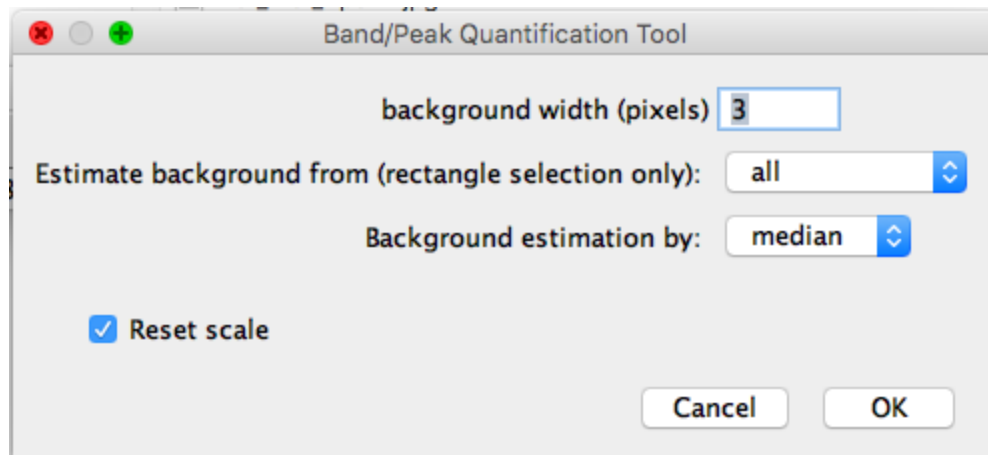 Band/Peak Quantification Tool
background width (pixels) 3
Estimate background from (rectangle selection only): all
Background estimation by: median
Reset scale
Cancel OK